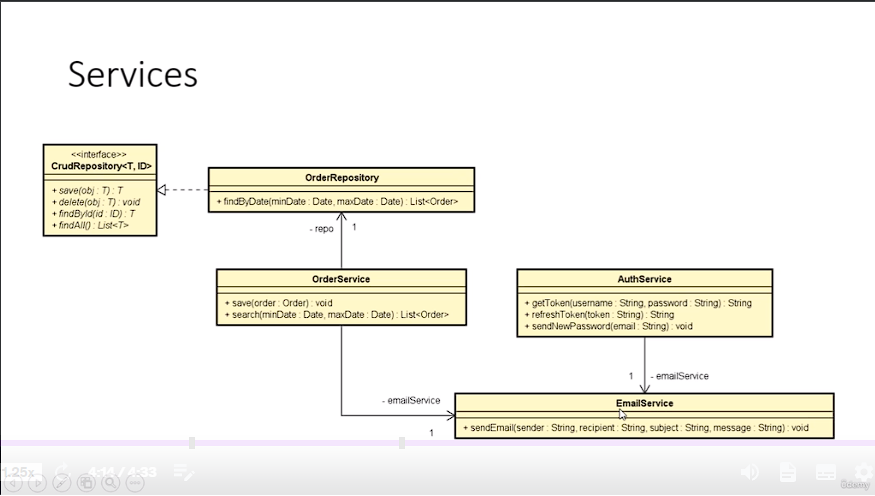 Services
<<interface>>
CrudRepository<T, ID>
+ save(obj : T) : T
+ delete(obj : T) : void
+ findById(id : ID) : T
+ findAll() : List<T>
OrderRepository
+ findByDate(minDate : Date, maxDate : Date) : List<Order>
- repo
1
OrderService
+ save(order : Order) : void
+ search(minDate : Date, maxDate : Date) : List<Order>
AuthService
+ getToken(username : String, password : String) : String
+ refreshToken(token : String) : String
+ sendNewPassword(email : String) : void
1
- emailService
- emailService
1
EmailService
+ sendEmail(sender : String, recipient : String, subject : String, message : String) : void
1.25x
4:14 / 4:33
ûdemy